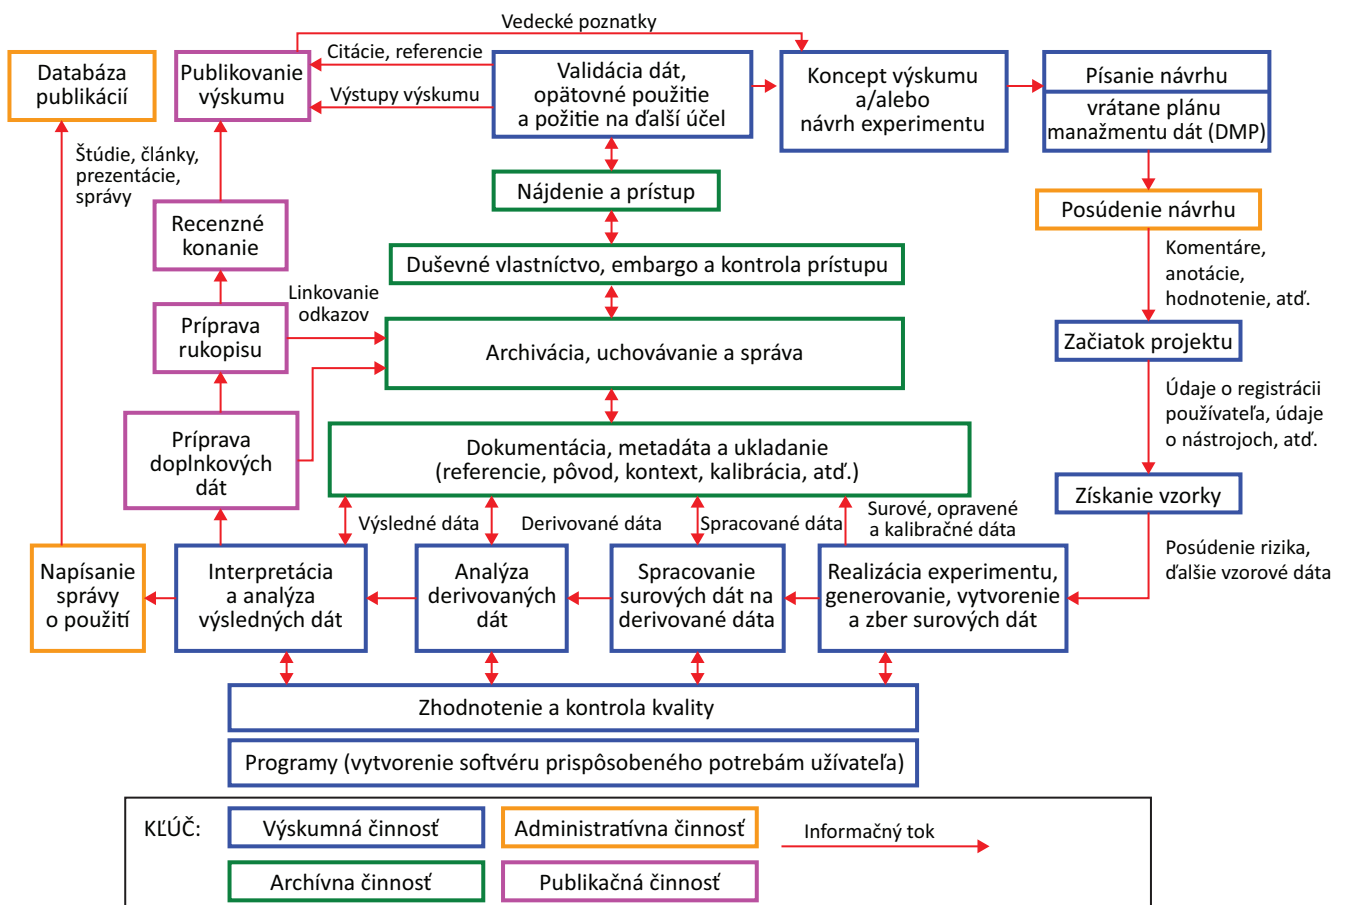 Vedecké poznatky
Databáza
publikácií
Publikovanie
výskumu
Citácie, referencie
Výstupy výskumu
Validácia dát,
opätovné použitie
a požitie na ďalší účel
Koncept výskumu
a/alebo
návrh experimentu
Písanie návrhu
vrátane plánu
manažmentu dát (DMP)
Štúdie, články,
prezentácie,
správy
Nájdenie a prístup
Posúdenie návrhu
Recenzné
konanie
Duševné vlastníctvo, embargo a kontrola prístupu
Komentáre,
anotácie,
hodnotenie, atď.
Linkovanie
odkazov
Príprava
rukopisu
Archivácia, uchovávanie a správa
Začiatok projektu
Údaje o registrácii
používateľa, údaje
o nástrojoch, atď.
Príprava
doplnkových
dát
Dokumentácia, metadáta a ukladanie
(referencie, pôvod, kontext, kalibrácia, atď.)
Získanie vzorky
Výsledné dáta
Derivované dáta
Spracované dáta
Surové, opravené
a kalibračné dáta
Posúdenie rizika,
ďalšie vzorové dáta
Napísanie
správy
o použití
Interpretácia
a analýza
výsledných dát
Analýza
derivovaných
dát
Spracovanie
surových dát na
derivované dáta
Realizácia experimentu,
generovanie, vytvorenie
a zber surových dát
Zhodnotenie a kontrola kvality
Programy (vytvorenie softvéru prispôsobeného potrebám užívateľa)
KĽÚČ:
Výskumná činnosť
Administratívna činnosť
Informačný tok
Archívna činnosť
Publikačná činnosť